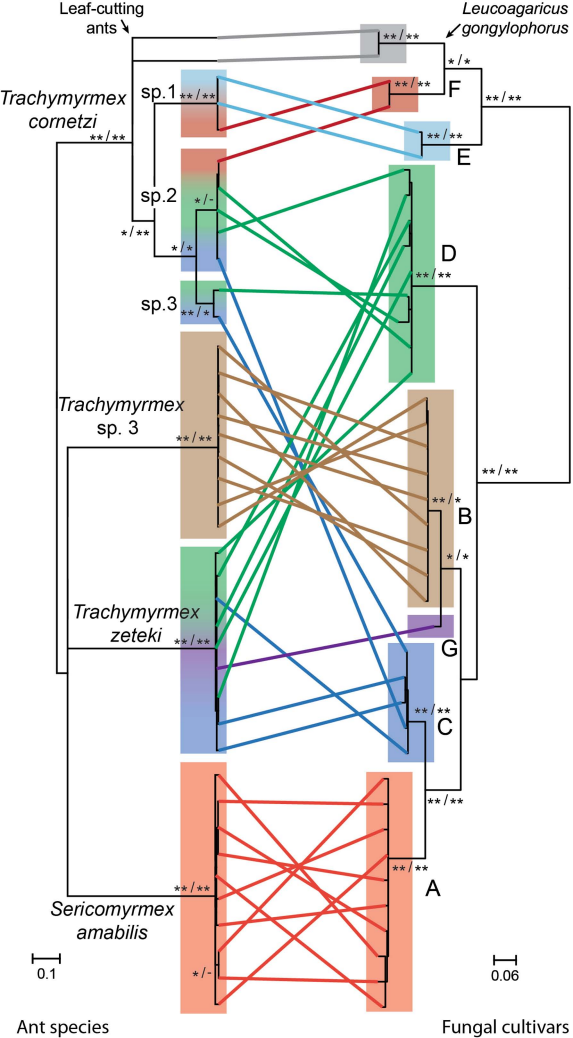 Leaf-cutting
ants
Leucoagaricus
gongylophorus
**/**
*/*
sp.1
**/**
**/**
F
Trachymyrmex
cornetzi
**/**
**/**
**/**
E
sp.2
*/-
*/**
*/*
D
**/**
sp.3
**/*
Trachymyrmex
sp. 3
**/**
**/**
**/*
B
*/*
Trachymyrmex
zeteki
**/**
G
**/**
C
**/**
**/**
A
**/**
Sericomyrmex
amabilis
*/-
0.1
0.06
Ant species
Fungal cultivars